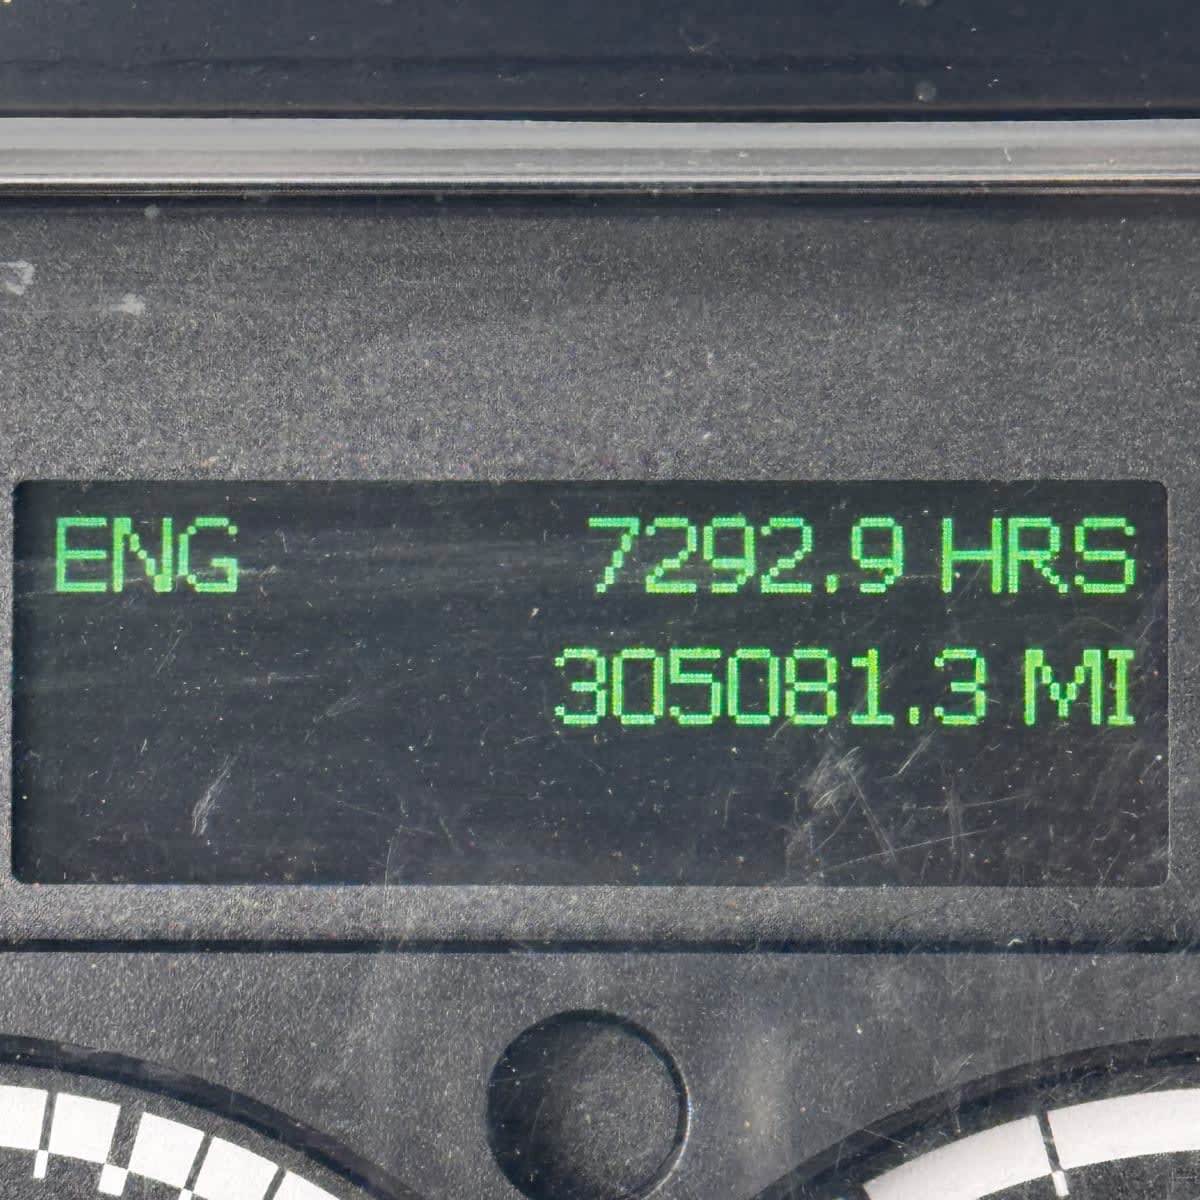 ENG 7292.9 HRS
305081.3 MI